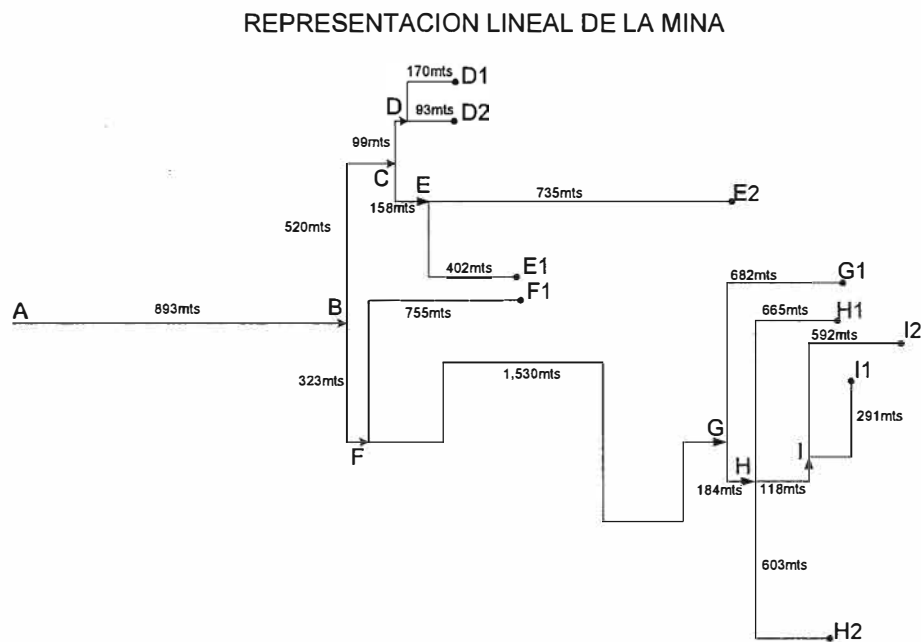 REPRESENTACION LINEAL DE LA MINA
170mts
D1
D
93mts
D2
99mts
C
E
158mts
735mts
E2
520mts
402mts
E1
F1
682mts
G1
A
893mts
B
755mts
665mts
H1
592mts
I2
323mts
1,530mts
I1
291mts
F
G
H
I
184mts
118mts
603mts
H2